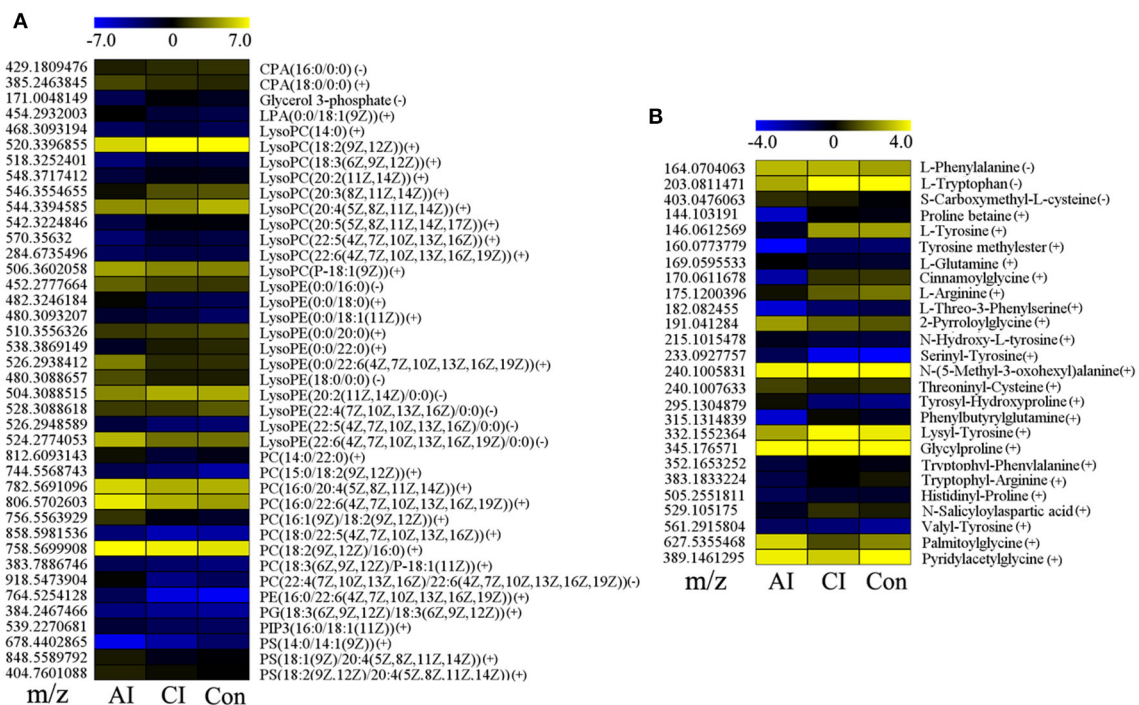 A
-7.0 0 7.0
429.1809476 CPA(16:0/0:0)(-)
385.2463845 CPA(18:0/0:0)(+)
171.0048149 Glycerol 3-phosphate(-)
454.2932003 LPA(0:0/18:1(9Z))(+)
468.3093194 LysoPC(14:0)(+)
520.3396855 LysoPC(18:2(9Z,12Z))(+)
518.3252401 LysoPC(18:3(6Z,9Z,12Z))(+)
548.3717412 LysoPC(20:2(11Z,14Z))(+)
546.3554655 LysoPC(20:3(8Z,11Z,14Z))(+)
544.3394585 LysoPC(20:4(5Z,8Z,11Z,14Z))(+)
542.3224846 LysoPC(20:5(5Z,8Z,11Z,14Z,17Z))(+)
570.35632 LysoPC(22:5(4Z,7Z,10Z,13Z,16Z))(+)
284.6735496 LysoPC(22:6(4Z,7Z,10Z,13Z,16Z,19Z))(+)
506.3602058 LysoPC(P-18:1(9Z))(+)
452.2777664 LysoPE(0:0/16:0)(-)
482.3246184 LysoPE(0:0/18:0)(+)
480.3093207 LysoPE(0:0/18:1(11Z))(+)
510.3556326 LysoPE(0:0/20:0)(+)
538.3869149 LysoPE(0:0/22:0)(+)
526.2938412 LysoPE(0:0/22:6(4Z,7Z,10Z,13Z,16Z,19Z))(+)
480.3088657 LysoPE(18:0/0:0)(-)
504.3088515 LysoPE(20:2(11Z,14Z)/0:0)(-)
528.3088618 LysoPE(22:4(7Z,10Z,13Z,16Z)/0:0)(-)
526.2948589 LysoPE(22:5(4Z,7Z,10Z,13Z,16Z)/0:0)(-)
524.2774053 LysoPE(22:6(4Z,7Z,10Z,13Z,16Z,19Z)/0:0)(-)
812.6093143 PC(14:0/22:0)(+)
744.5568743 PC(15:0/18:2(9Z,12Z))(+)
782.5691096 PC(16:0/20:4(5Z,8Z,11Z,14Z))(+)
806.5702603 PC(16:0/22:6(4Z,7Z,10Z,13Z,16Z,19Z))(+)
756.5563929 PC(16:1(9Z)/18:2(9Z,12Z))(+)
858.5981536 PC(18:0/22:5(4Z,7Z,10Z,13Z,16Z))(+)
758.5699908 PC(18:2(9Z,12Z)/16:0)(+)
383.7886746 PC(18:3(6Z,9Z,12Z)/P-18:1(11Z))(+)
918.5473904 PC(22:4(7Z,10Z,13Z,16Z)/22:6(4Z,7Z,10Z,13Z,16Z,19Z))(-)
764.5254128 PE(16:0/22:6(4Z,7Z,10Z,13Z,16Z,19Z))(+)
384.2467466 PG(18:3(6Z,9Z,12Z)/18:3(6Z,9Z,12Z))(+)
539.2270681 PIP3(16:0/18:1(11Z))(+)
678.4402865 PS(14:0/14:1(9Z))(+)
848.5589792 PS(18:1(9Z)/20:4(5Z,8Z,11Z,14Z))(+)
404.7601088 PS(18:2(9Z,12Z)/20:4(5Z,8Z,11Z,14Z))(+)
m/z AI CI Con
B
-4.0 0 4.0
164.0704063 L-Phenylalanine(-)
203.0811471 L-Tryptophan(-)
403.0476063 S-Carboxymethyl-L-cysteine(-)
144.103191 Proline betaine(+)
146.0612569 L-Tyrosine(+)
160.0773779 Tyrosine methylester(+)
169.0595533 L-Glutamine(+)
170.0611678 Cinnamoylglycine(+)
175.1200396 L-Arginine(+)
182.082455 L-Threo-3-Phenylserine(+)
191.041284 2-Pyrroloylglycine(+)
215.1015478 N-Hydroxy-L-tyrosine(+)
233.0927757 Serinyl-Tyrosine(+)
240.1005831 N-(5-Methyl-3-oxohexyl)alanine(+)
240.1007633 Threoninyl-Cysteine(+)
295.1304879 Tyrosyl-Hydroxyproline(+)
315.1314839 Phenylbutyrylglutamine(+)
332.1552364 Lysyl-Tyrosine(+)
345.176571 Glycylproline(+)
352.1653252 Tryptophyl-Phenylalanine(+)
383.1833224 Tryptophyl-Arginine(+)
505.2551811 Histidinyl-Proline(+)
529.105175 N-Salicyloylaspartic acid(+)
561.2915804 Valyl-Tyrosine(+)
627.5355468 Palmitoylglycine(+)
389.1461295 Pyridylacetylglycine(+)
m/z AI CI Con